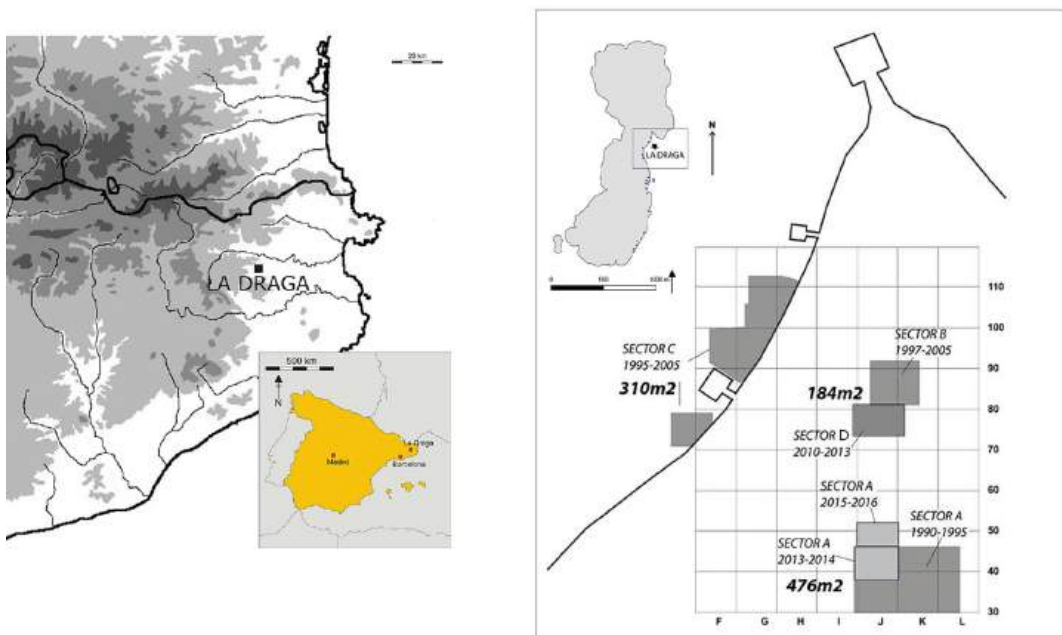 20 km
LA DRAGA
500 km
N
La Draga
Madrid
Barcelona
N
LA DRAGA
0
500
1000 m
SECTOR C
1995-2005
310m2
SECTOR B
1997-2005
184m2
SECTOR D
2010-2013
SECTOR A
2015-2016
SECTOR A
1990-1995
SECTOR A
2013-2014
476m2
110
100
90
80
70
60
50
40
30
F G H I J K L